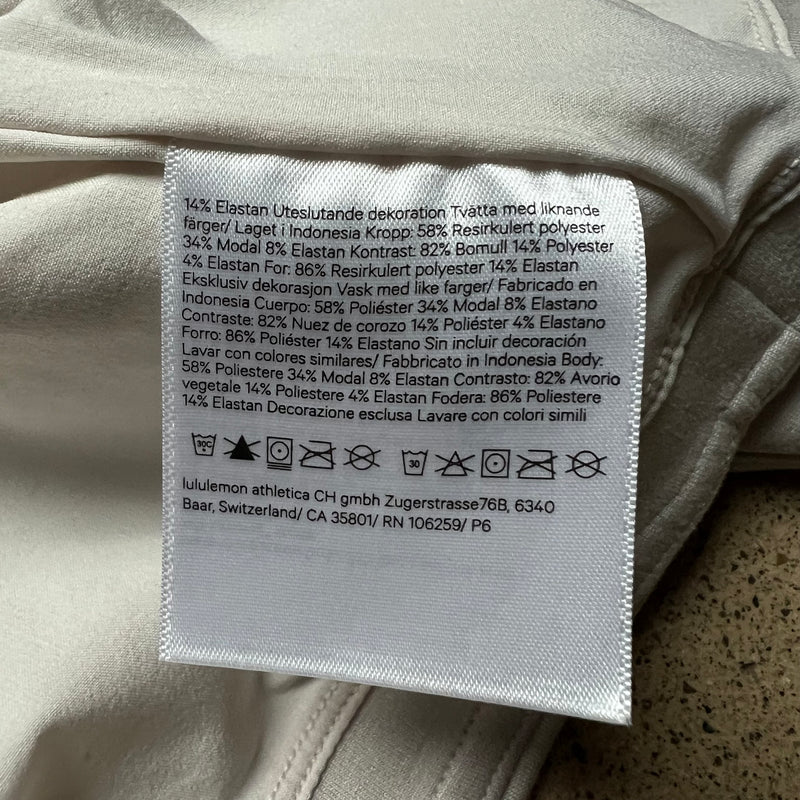 14% Elastan Uteslutande dekoration Tvätta med liknande
färger/ Laget i Indonesia Kropp: 58% Resirkulert polyester
34% Modal 8% Elastan Kontrast: 82% Bomull 14% Polyester
4% Elastan For: 86% Resirkulert polyester 14% Elastan
Eksklusiv dekorasjon Vask med like farger/ Fabricado en
Indonesia Cuerpo: 58% Poliéster 34% Modal 8% Elastano
Contraste: 82% Nuez de corozo 14% Poliéster 4% Elastano
Forro: 86% Poliéster 14% Elastano Sin incluir decoración
Lavar con colores similares/ Fabbricato in Indonesia Body:
58% Poliestere 34% Modal 8% Elastan Contrasto: 82% Avorio
vegetale 14% Poliestere 4% Elastan Fodera: 86% Poliestere
14% Elastan Decorazione esclusa Lavare con colori simili
30C 30
lululemon athletica CH gmbh Zugerstrasse76B, 6340
Baar, Switzerland/ CA 35801/ RN 106259/ P6